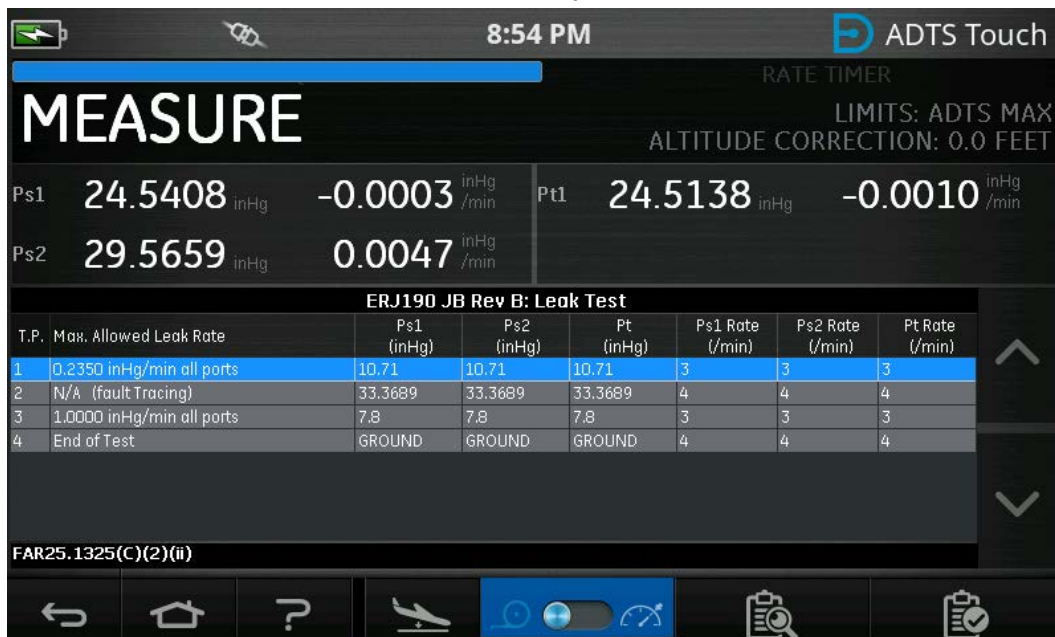 8:54 PM ADTS Touch
RATE TIMER
MEASURE
LIMITS: ADTS MAX
ALTITUDE CORRECTION: 0.0 FEET
Ps1 24.5408 inHg -0.0003 inHg/min Pt1 24.5138 inHg -0.0010 inHg/min
Ps2 29.5659 inHg 0.0047 inHg/min
ERJ190 JB Rev B: Leak Test
T.P. Max. Allowed Leak Rate Ps1 (inHg) Ps2 (inHg) Pt (inHg) Ps1 Rate (/min) Ps2 Rate (/min) Pt Rate (/min)
1 0.2350 inHg/min all ports 10.71 10.71 10.71 3 3 3
2 N/A (fault Tracing) 33.3689 33.3689 33.3689 4 4 4
3 1.0000 inHg/min all ports 7.8 7.8 7.8 3 3 3
4 End of Test GROUND GROUND GROUND 4 4 4
FAR25.1325(C)(2)(ii)